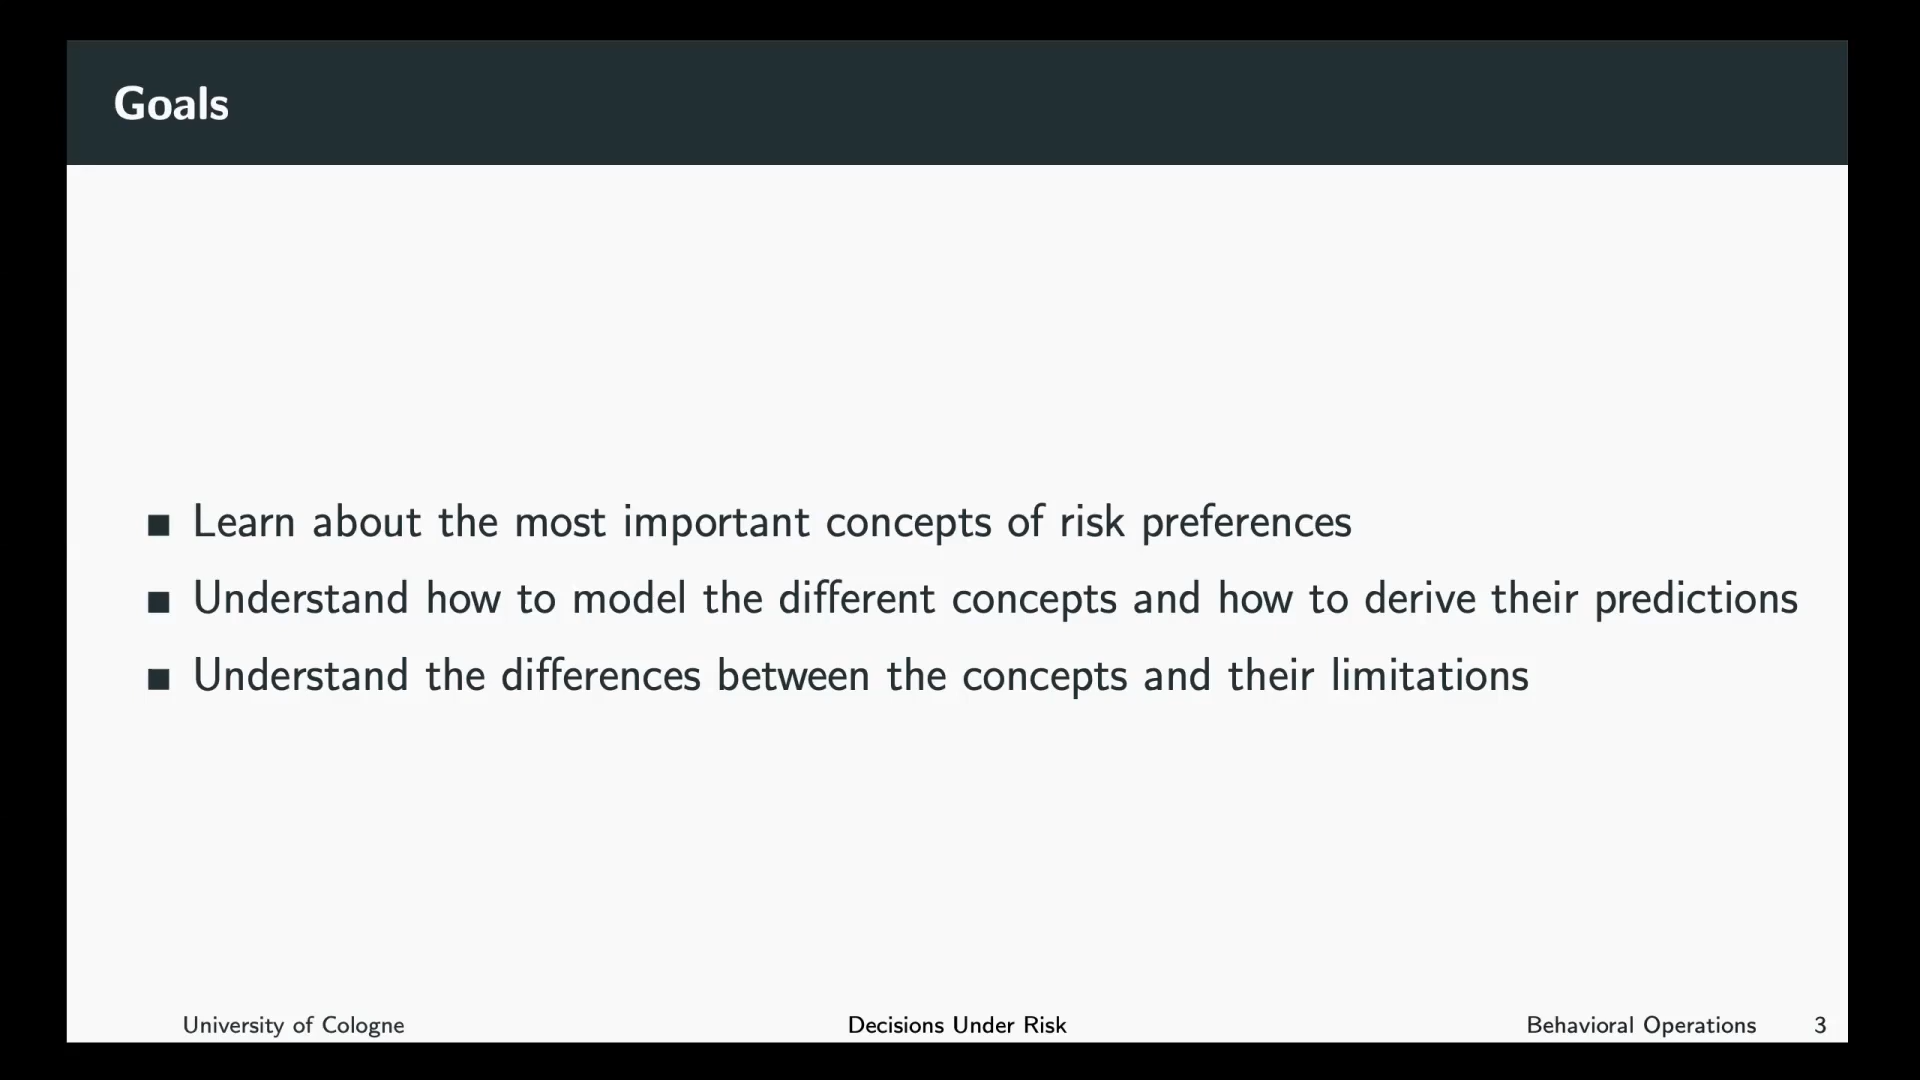 Goals
Learn about the most important concepts of risk preferences
Understand how to model the different concepts and how to derive their predictions
Understand the differences between the concepts and their limitations
University of Cologne
Decisions Under Risk
Behavioral Operations
3